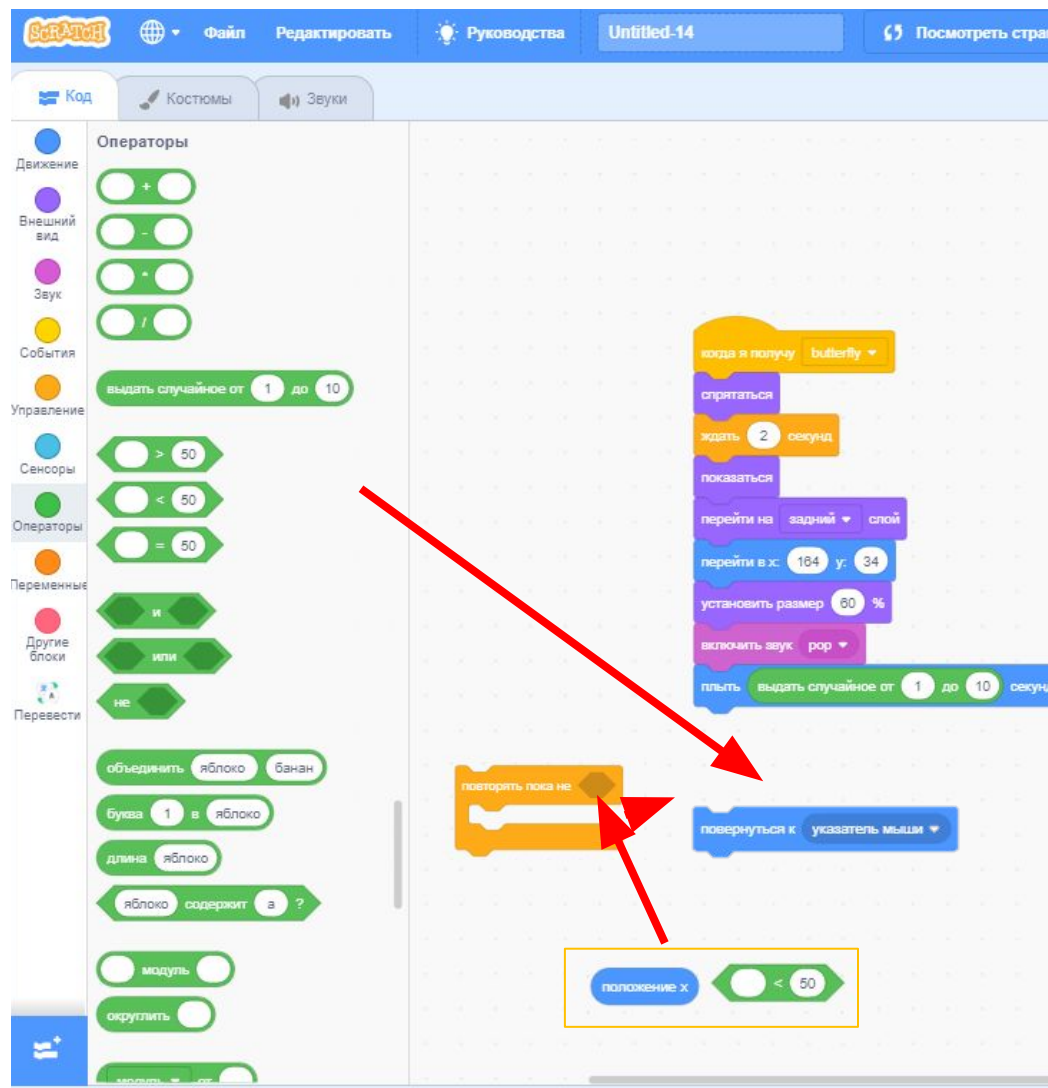 SCRATCH Файл Редактировать Руководства Untitled-14 Посмотреть стра
Код Костюмы Звуки
Движение
Внешний
вид
Звук
События
Управление
Сенсоры
Операторы
Переменные
Другие
блоки
Перевести
Операторы
+
-
*
/
выдать случайное от 1 до 10
> 50
< 50
= 50
и
или
не
объединить яблоко банан
буква 1 в яблоко
длина яблоко
яблоко содержит а ?
модуль
округлить
модуль от
когда я получу butterfly
спрятаться
ждать 2 секунд
показаться
перейти на задний слой
перейти в x: 164 y: 34
установить размер 60 %
включить звук pop
плыть выдать случайное от 1 до 10 секунд
повторять пока не
повернуться к указатель мыши
положение x < 50